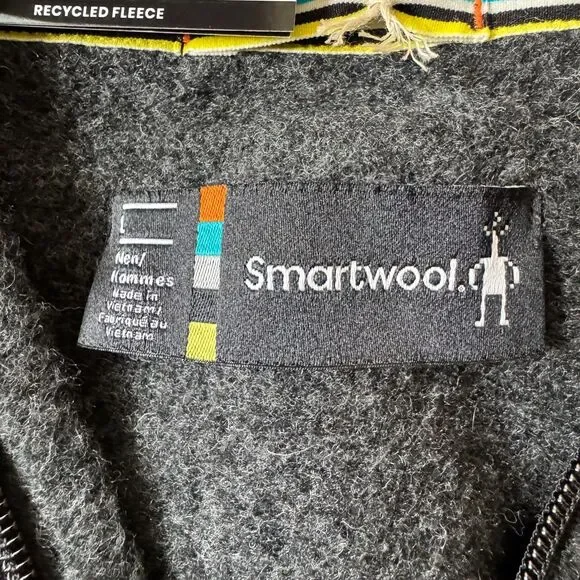 RECYCLED FLEECE
Men/
Hommes
Made in
Vietnam/
Fabriqué au
Vietnam
Smartwool.